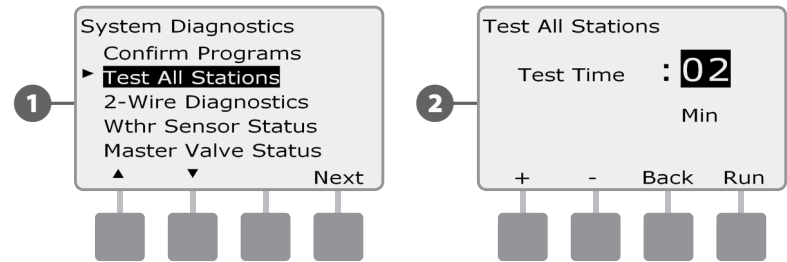 1
System Diagnostics
Confirm Programs
► Test All Stations
2-Wire Diagnostics
Wthr Sensor Status
Master Valve Status
▲ ▼ Next
2
Test All Stations
Test Time :02
Min
+ - Back Run